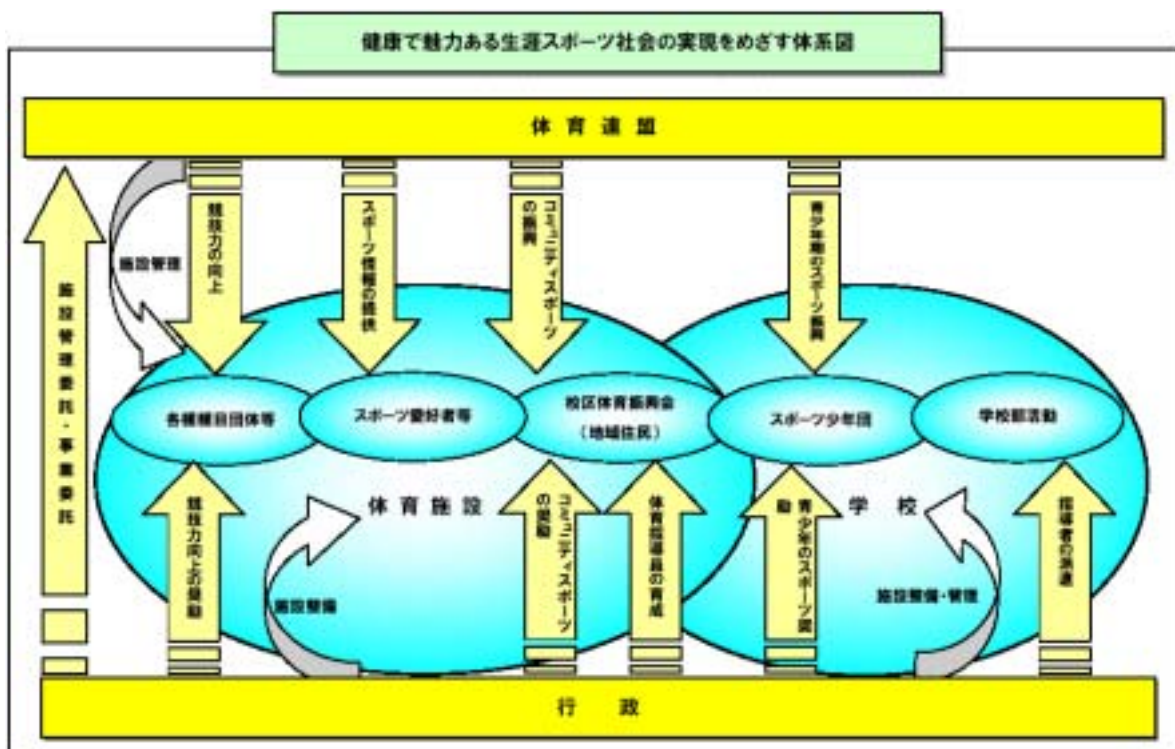 健康で魅力ある生涯スポーツ社会の実現をめざす体系図
体育連盟
施設管理委託・事業委託
施設管理
競技力の向上
スポーツ情報の提供
コミュニティスポーツ
の振興
青少年期のスポーツ振興
各種種目団体等
スポーツ愛好者等
校区体育振興会
（地域住民）
スポーツ少年団
学校部活動
体育施設
学校
競技力向上の奨励
施設整備
コミュニティスポーツ
の奨励
体育指導員の育成
青少年のスポーツ奨
励
施設整備・管理
指導者の派遣
行政